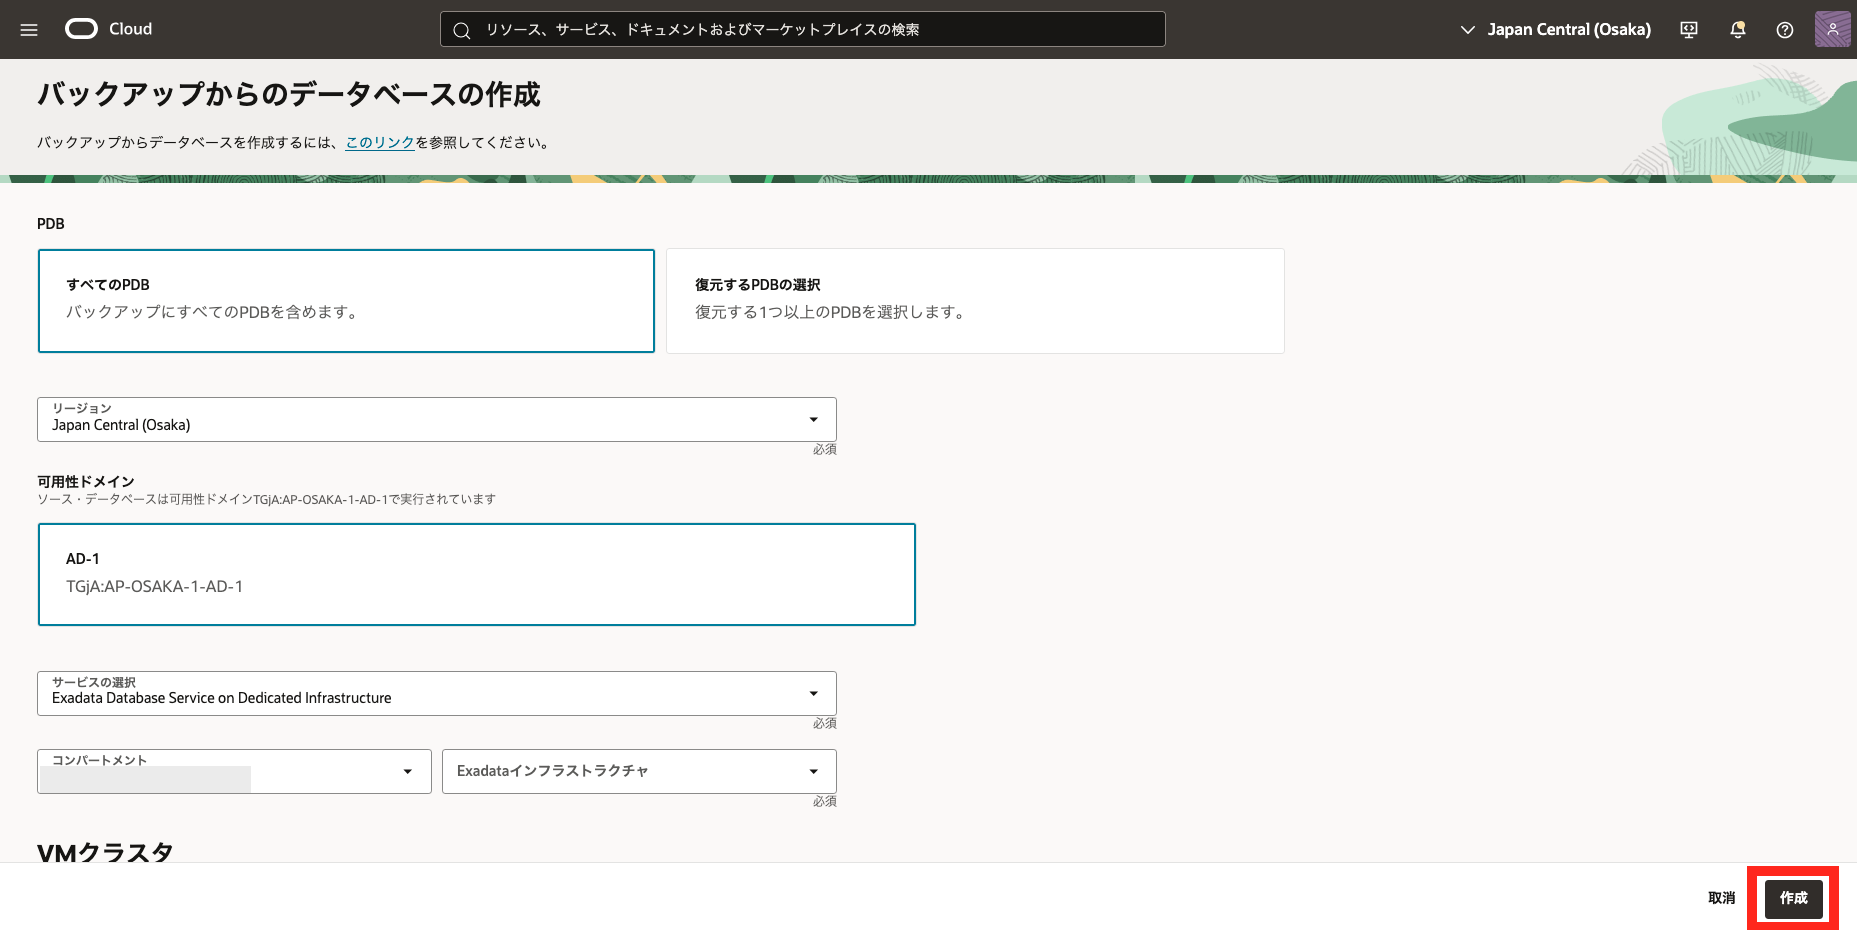 Cloud
リソース、サービス、ドキュメントおよびマーケットプレイスの検索
Japan Central (Osaka)
バックアップからのデータベースの作成
バックアップからデータベースを作成するには、このリンクを参照してください。
PDB
すべてのPDB
バックアップにすべてのPDBを含めます。
復元するPDBの選択
復元する1つ以上のPDBを選択します。
リージョン
Japan Central (Osaka)
必須
可用性ドメイン
ソース・データベースは可用性ドメインTGjA:AP-OSAKA-1-AD-1で実行されています
AD-1
TGjA:AP-OSAKA-1-AD-1
サービスの選択
Exadata Database Service on Dedicated Infrastructure
必須
コンパートメント
Exadataインフラストラクチャ
必須
VMクラスタ
取消
作成